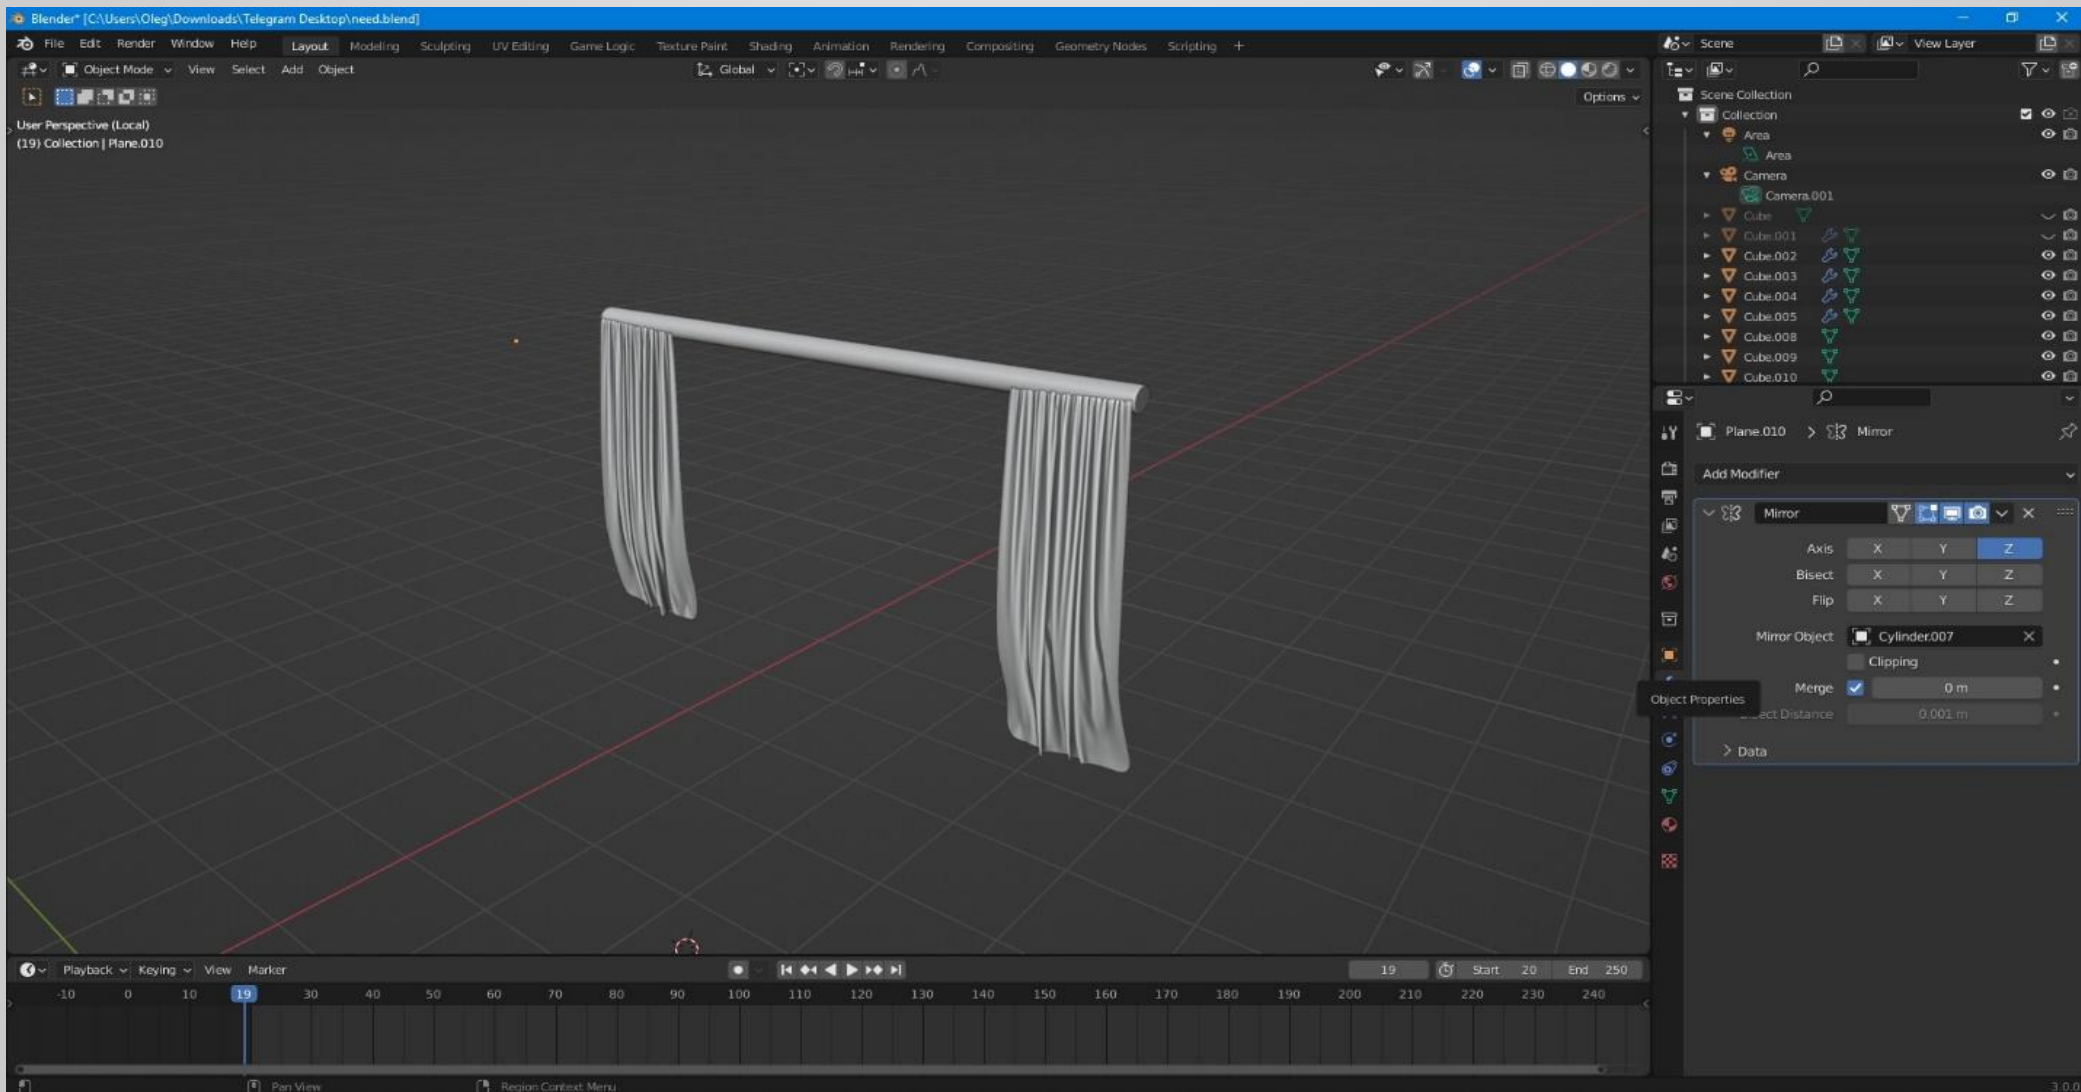 Blender* [C:\Users\Oleg\Downloads\Telegram Desktop\need.blend]
File Edit Render Window Help Layout Modeling Sculpting UV Editing Game Logic Texture Paint Shading Animation Rendering Compositing Geometry Nodes Scripting + Scene View Layer
Object Mode View Select Add Object Global
Options
User Perspective (Local)
(19) Collection | Plane.010
Scene Collection
Collection
Area
Area
Camera
Camera.001
Cube
Cube.001
Cube.002
Cube.003
Cube.004
Cube.005
Cube.008
Cube.009
Cube.010
Plane.010 > Mirror
Add Modifier
Mirror
Axis X Y Z
Bisect X Y Z
Flip X Y Z
Mirror Object Cylinder.007
Clipping
Merge 0 m
Object Properties
Distance 0.001 m
Data
Playback Keying View Marker 19 Start 20 End 250
-10 0 10 19 30 40 50 60 70 80 90 100 110 120 130 140 150 160 170 180 190 200 210 220 230 240
Pan View Region Context Menu 3.0.0